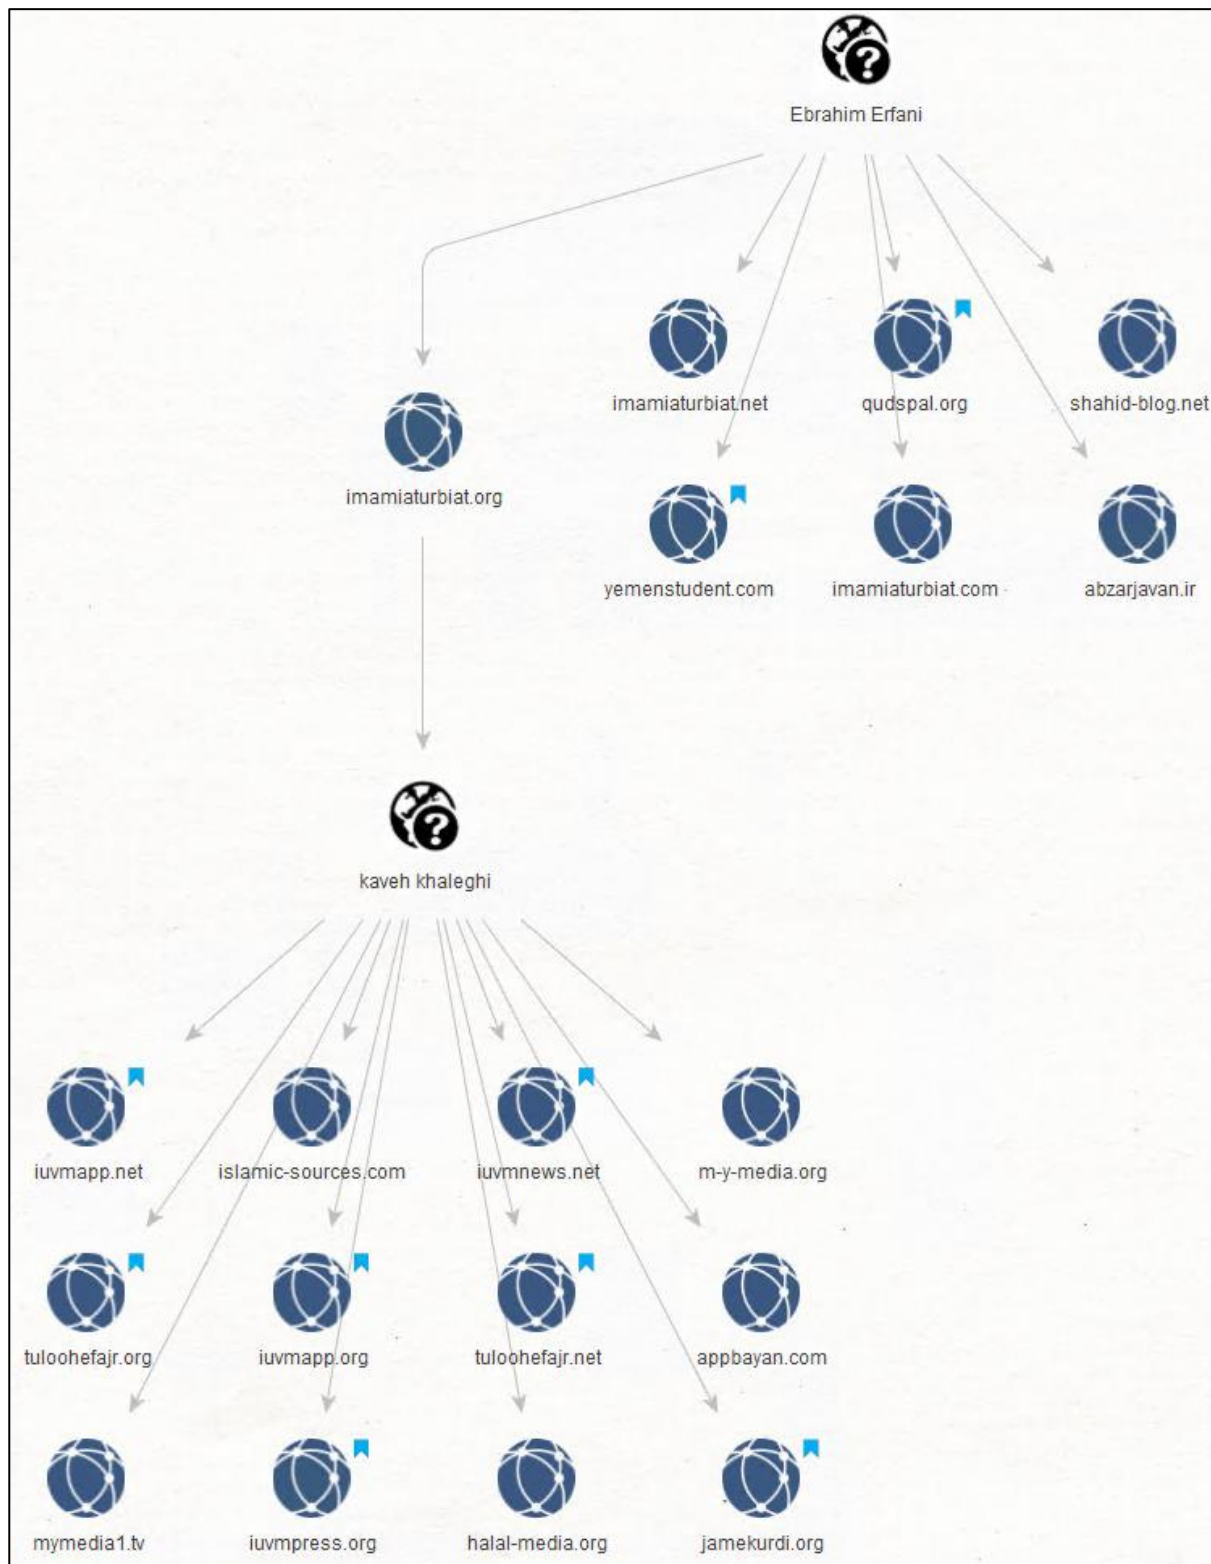 Ebrahim Erfani
imamiaturbiat.net
qudspal.org
shahid-blog.net
imamiaturbiat.org
yemenstudent.com
imamiaturbiat.com
abzarjavan.ir
kaveh khaleghi
iuvmapp.net
islamic-sources.com
iuvmnews.net
m-y-media.org
tuloohefajr.org
iuvmapp.org
tuloohefajr.net
appbayan.com
mymedia1.tv
iuvmpress.org
halal-media.org
jamekurdi.org